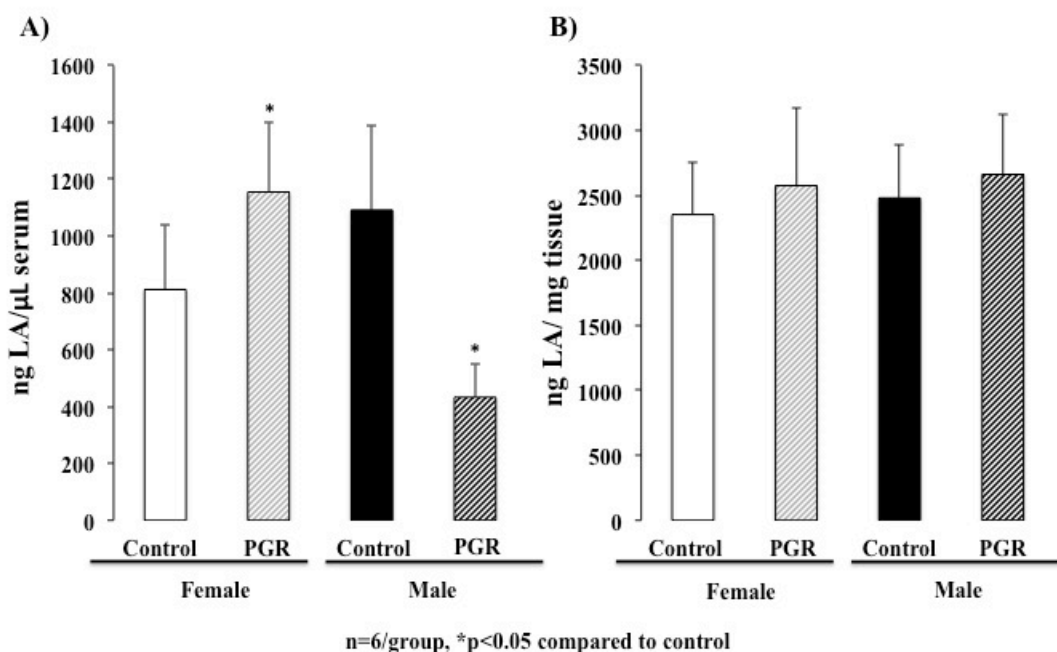 A)
ng LA/μL serum
1600
1400
1200
1000
800
600
400
200
0
*
*
Control PGR Control PGR
Female Male
B)
ng LA/ mg tissue
3500
3000
2500
2000
1500
1000
500
0
Control PGR Control PGR
Female Male
n=6/group, *p<0.05 compared to control